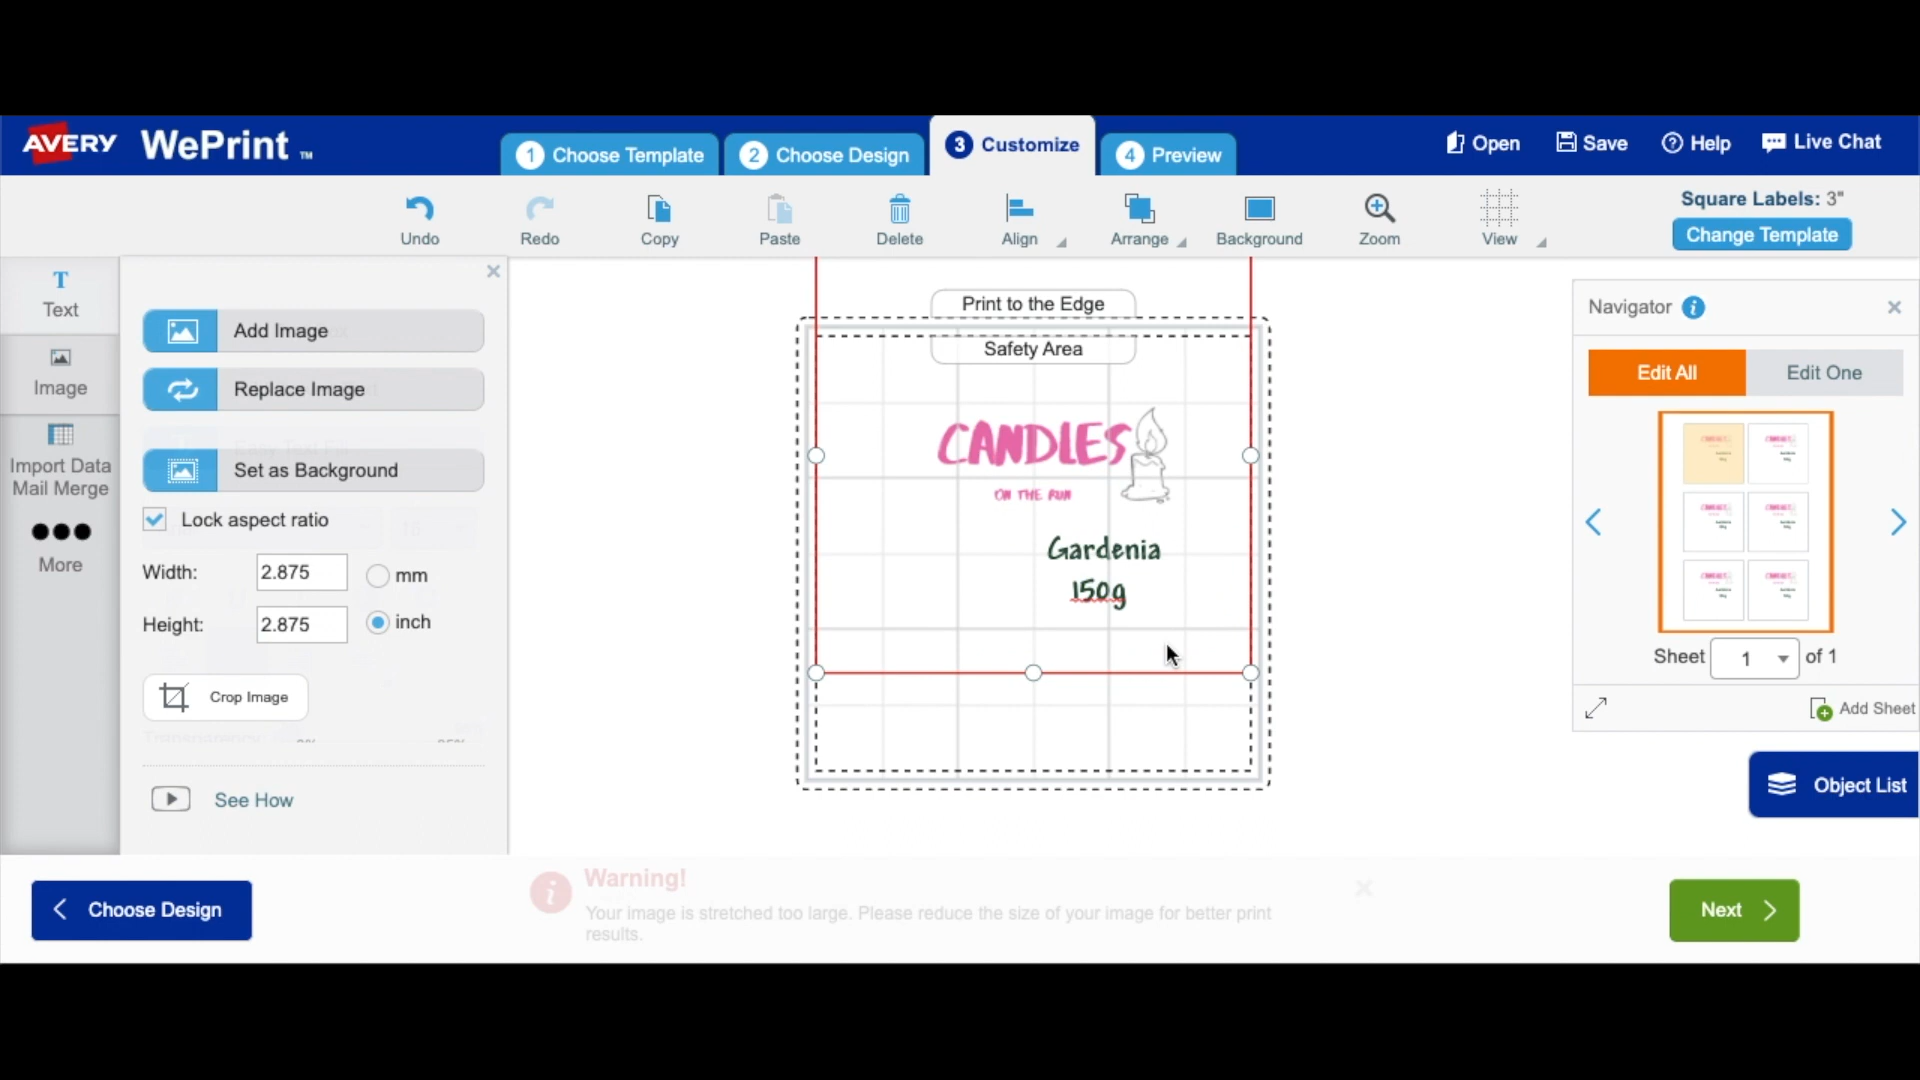 AVERY WePrint ™
1 Choose Template
2 Choose Design
3 Customize
4 Preview
Open
Save
Help
Live Chat
Undo
Redo
Copy
Paste
Delete
Align
Arrange
Background
Zoom
View
Square Labels: 3"
Change Template
Text
Image
Import Data
Mail Merge
More
Add Image
Replace Image
Set as Background
Lock aspect ratio
Width: 2.875 mm
Height: 2.875 inch
Crop Image
See How
Print to the Edge
Safety Area
CANDLES
ON THE RUN
Gardenia
150g
Navigator
Edit All
Edit One
Sheet 1 of 1
Add Sheet
Object List
Choose Design
Warning!
Your image is stretched too large. Please reduce the size of your image for better print
results.
Next